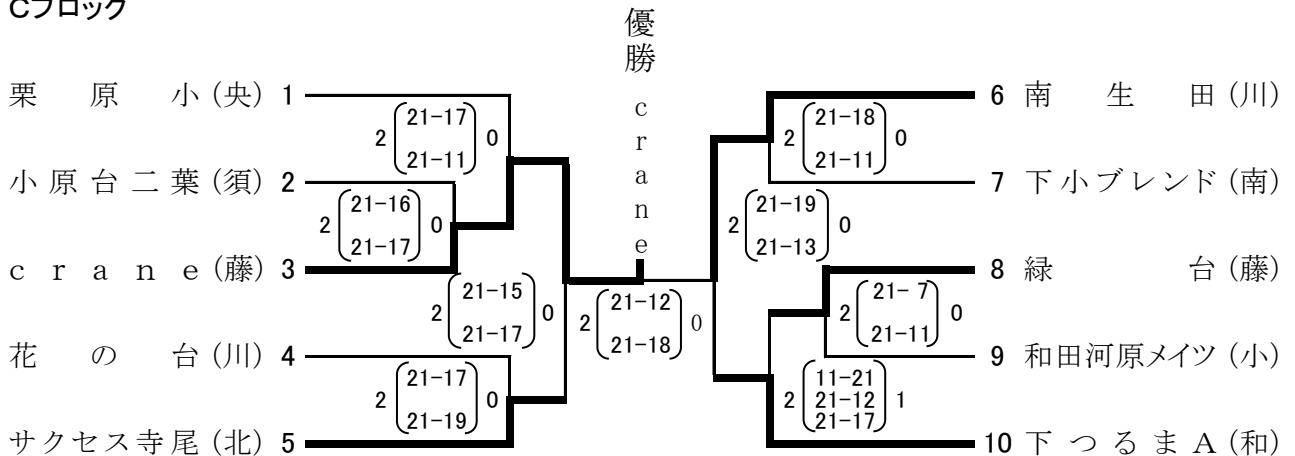 Cブロック
優勝 crane
栗原小(央) 1
2 21-17 0
21-11
小原台二葉(須) 2
2 21-16 0
21-17
crane(藤) 3
2 21-15 0
21-17
花の台(川) 4
2 21-17 0
21-19
サクセス寺尾(北) 5
2 21-12 0
21-18
6 南生田(川)
2 21-18 0
21-11
7 下小ブレンド(南)
2 21-19 0
21-13
8 緑台(藤)
2 21- 7 0
21-11
9 和田河原メイツ(小)
2 11-21 1
21-12
21-17
10 下つるまA(和)